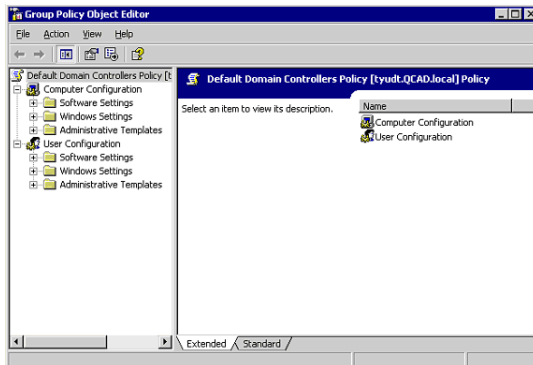 Group Policy Object Editor
File Action View Help
Default Domain Controllers Policy [t
Computer Configuration
Software Settings
Windows Settings
Administrative Templates
User Configuration
Software Settings
Windows Settings
Administrative Templates
Default Domain Controllers Policy [tyudt.QCAD.local] Policy
Select an item to view its description.
Name
Computer Configuration
User Configuration
Extended Standard